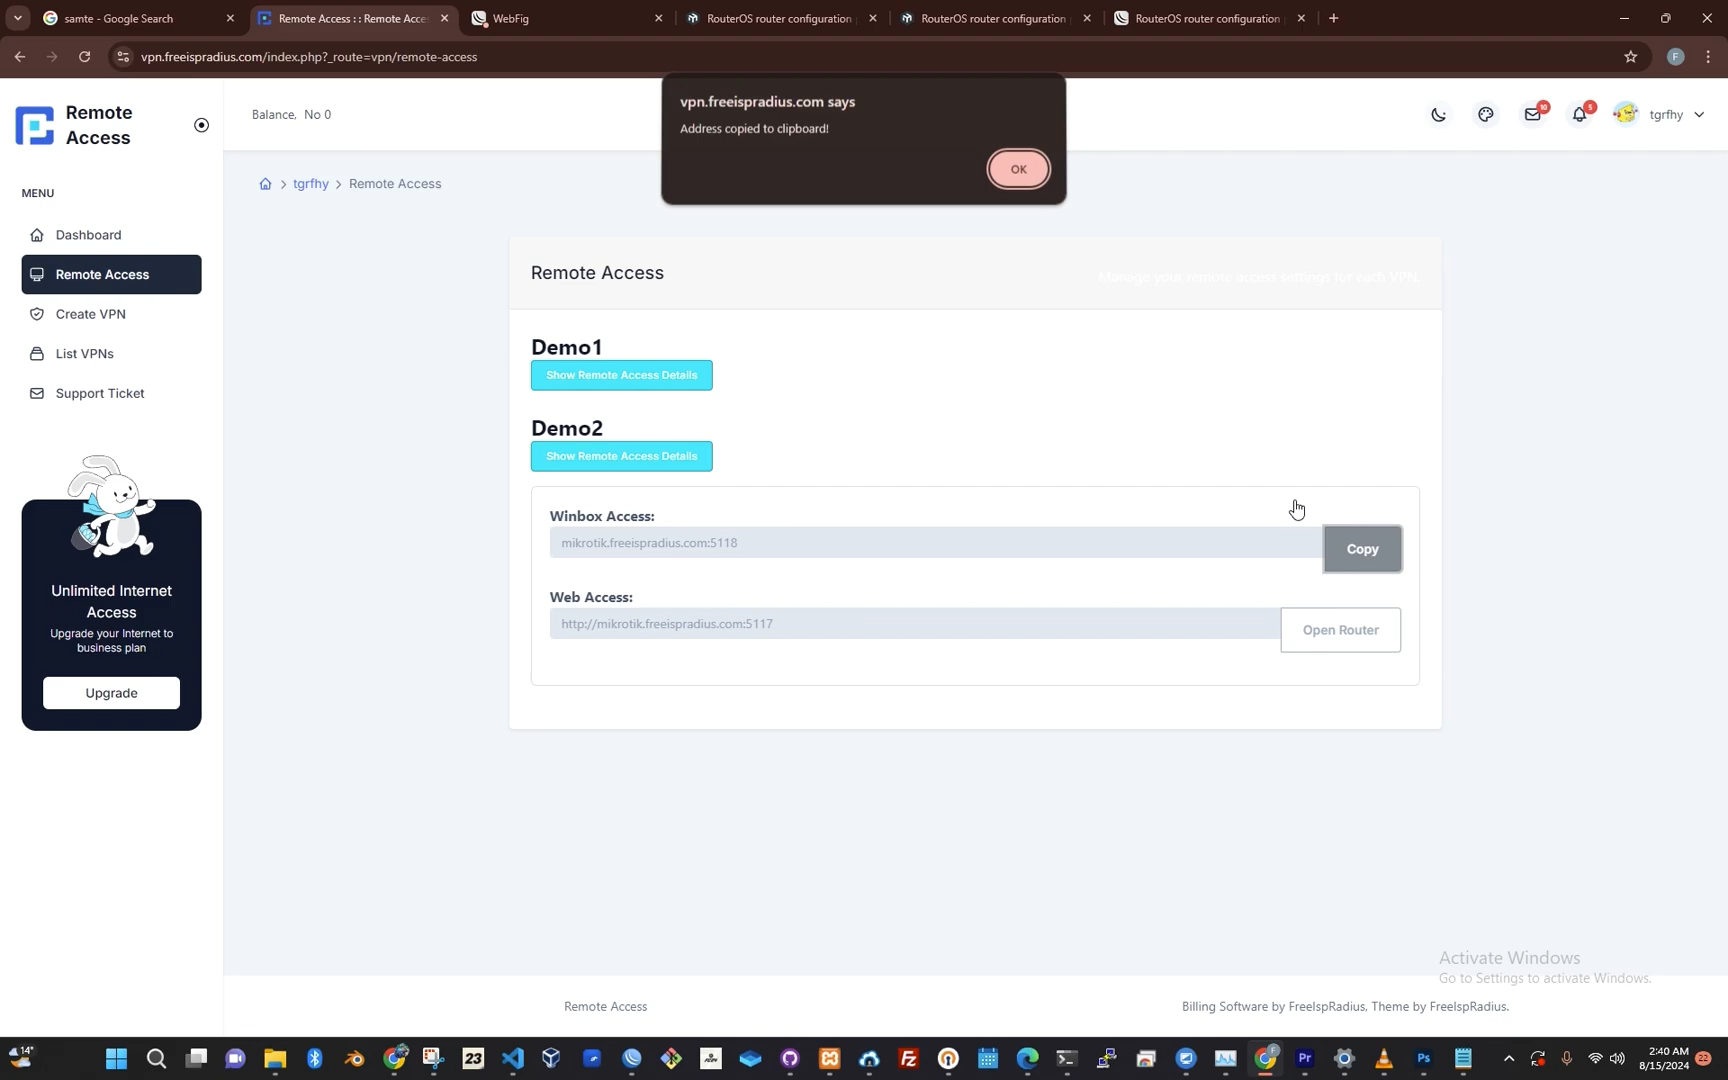 samte - Google Search
Remote Access :: Remote Acce
WebFig
RouterOS router configuration
RouterOS router configuration
RouterOS router configuration
vpn.freeispradius.com/index.php?_route=vpn/remote-access
F
vpn.freeispradius.com says
Address copied to clipboard!
OK
Remote
Access
Balance, No 0
10
5
tgrfhy
tgrfhy > Remote Access
MENU
Dashboard
Remote Access
Create VPN
List VPNs
Support Ticket
Unlimited Internet
Access
Upgrade your Internet to
business plan
Upgrade
Remote Access
Manage your remote access settings for each VPN.
Demo1
Show Remote Access Details
Demo2
Show Remote Access Details
Winbox Access:
mikrotik.freeispradius.com:5118
Copy
Web Access:
http://mikrotik.freeispradius.com:5117
Open Router
Activate Windows
Go to Settings to activate Windows.
Remote Access
Billing Software by FreeIspRadius, Theme by FreeIspRadius.
14°
23
2:40 AM
8/15/2024
22